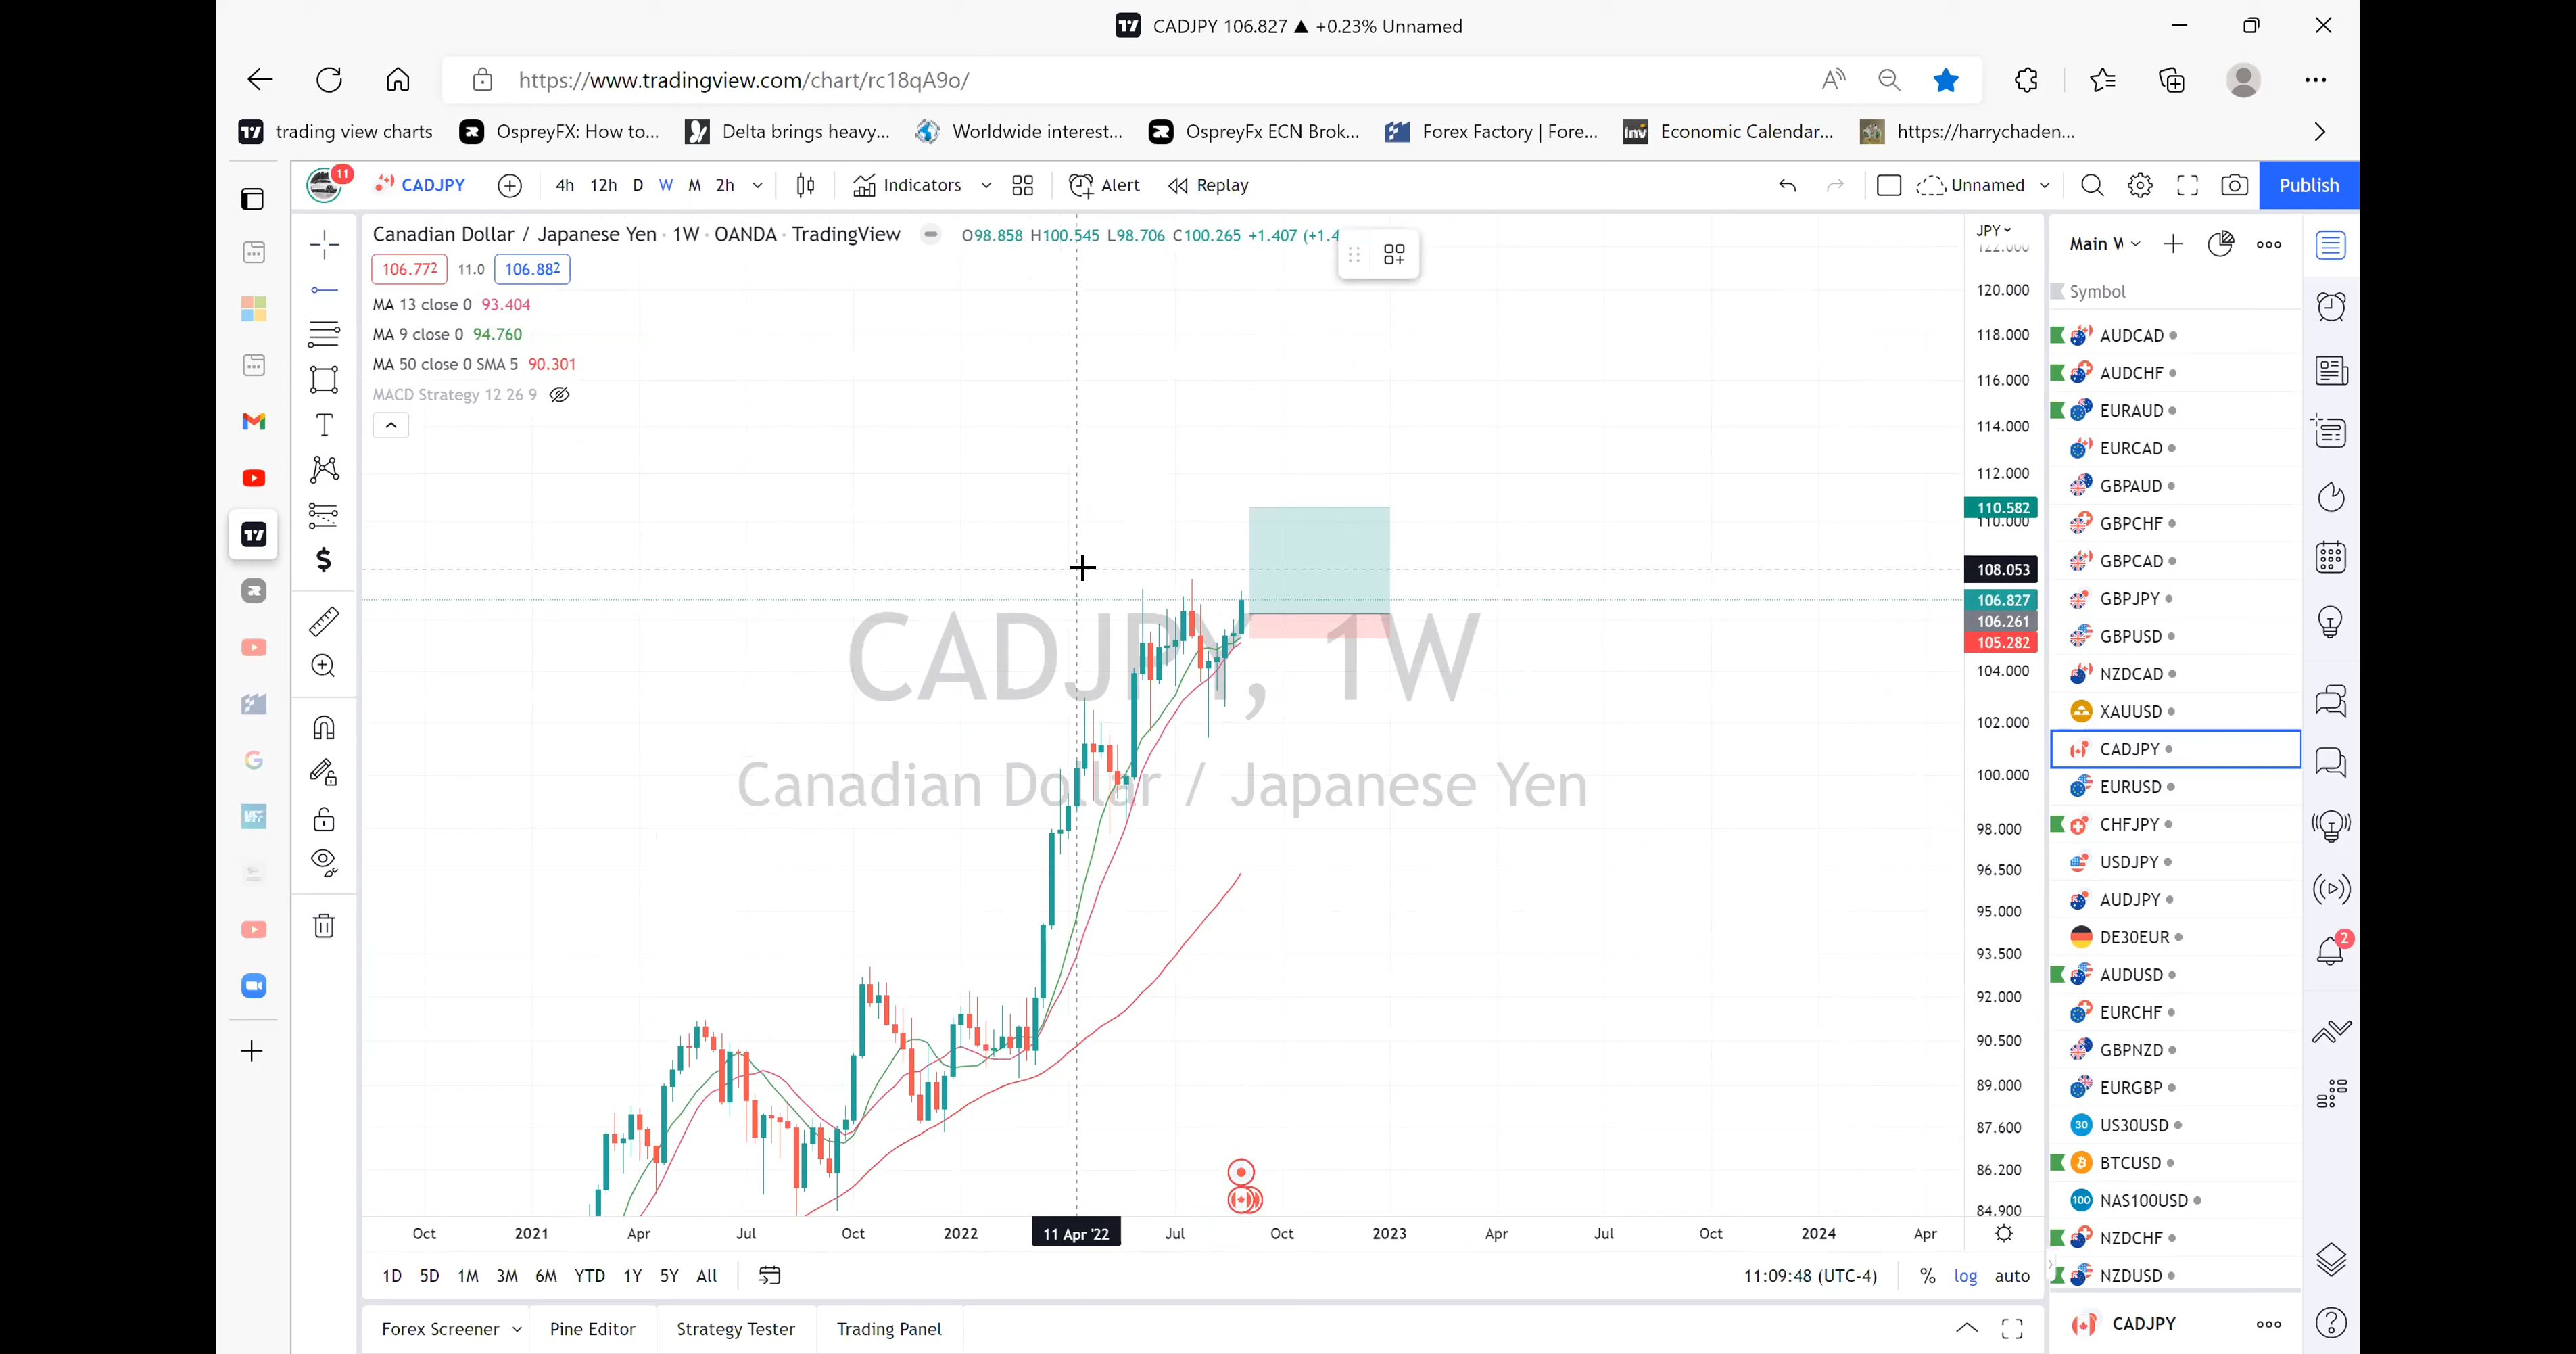 CADJPY 106.827 ▲ +0.23% Unnamed
https://www.tradingview.com/chart/rc18qA9o/
trading view charts OspreyFX: How to... Delta brings heavy... Worldwide interest... OspreyFx ECN Brok... Forex Factory | Fore... Inv Economic Calendar... https://harrychaden...
11 CADJPY 4h 12h D W M 2h Indicators Alert Replay Unnamed Publish
Canadian Dollar / Japanese Yen · 1W · OANDA · TradingView O98.858 H100.545 L98.706 C100.265 +1.407 (+1.4
106.772 11.0 106.882
MA 13 close 0 93.404
MA 9 close 0 94.760
MA 50 close 0 SMA 5 90.301
MACD Strategy 12 26 9
CADJPY, 1W
Canadian Dollar / Japanese Yen
JPY
122.000
120.000
118.000
116.000
114.000
112.000
110.582
110.000
108.053
106.827
106.261
105.282
104.000
102.000
100.000
98.000
96.500
95.000
93.500
92.000
90.500
89.000
87.600
86.200
84.900
Oct 2021 Apr Jul Oct 2022 11 Apr '22 Jul Oct 2023 Apr Jul Oct 2024 Apr
1D 5D 1M 3M 6M YTD 1Y 5Y All 11:09:48 (UTC-4) % log auto
Forex Screener Pine Editor Strategy Tester Trading Panel
Main W
Symbol
AUDCAD
AUDCHF
EURAUD
EURCAD
GBPAUD
GBPCHF
GBPCAD
GBPJPY
GBPUSD
NZDCAD
XAUUSD
CADJPY
EURUSD
CHFJPY
USDJPY
AUDJPY
DE30EUR
AUDUSD
EURCHF
GBPNZD
EURGBP
30 US30USD
BTCUSD
100 NAS100USD
NZDCHF
NZDUSD
CADJPY
2